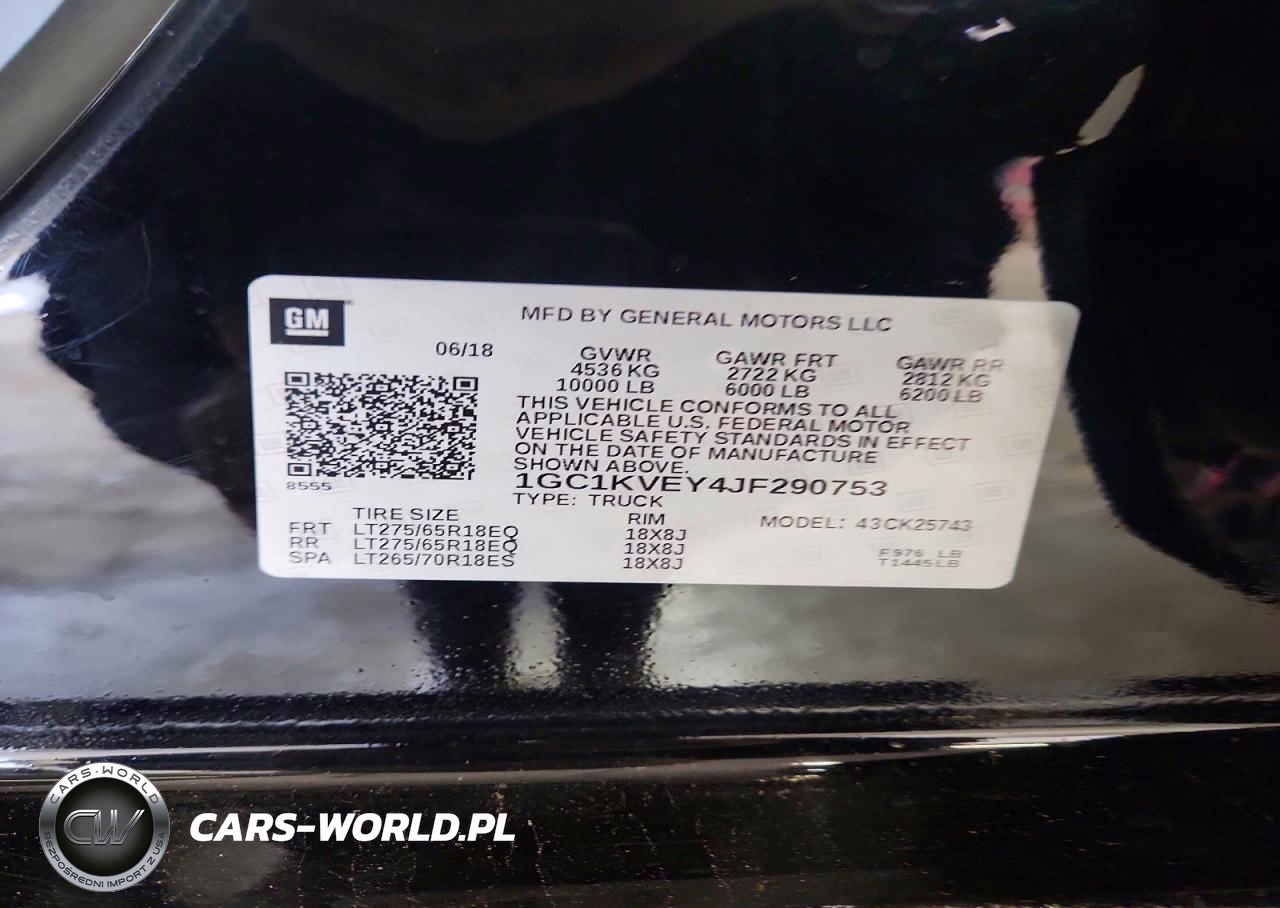 GM
MFD BY GENERAL MOTORS LLC
06/18
GVWR GAWR FRT GAWR RR
4536 KG 2722 KG 2812 KG
10000 LB 6000 LB 6200 LB
THIS VEHICLE CONFORMS TO ALL
APPLICABLE U.S. FEDERAL MOTOR
VEHICLE SAFETY STANDARDS IN EFFECT
ON THE DATE OF MANUFACTURE
SHOWN ABOVE.
8555
1GC1KVEY4JF290753
TYPE: TRUCK
TIRE SIZE RIM MODEL: 43CK25743
FRT LT275/65R18EQ 18X8J
RR LT275/65R18EQ 18X8J
SPA LT265/70R18ES 18X8J
F976 LB
T1445LB
CARS-WORLD
CW
BEZPOŚREDNI IMPORT Z USA
CARS-WORLD.PL